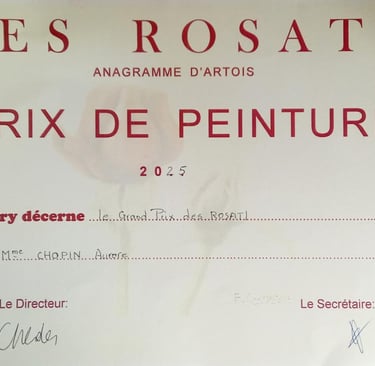 ES ROSAT
ANAGRAMME D'ARTOIS
RIX DE PEINTUR
2025
ry décerne le Grand Prix des ROSATI
Mme CHOPIN Aurore
Le Directeur: Le Secrétaire: